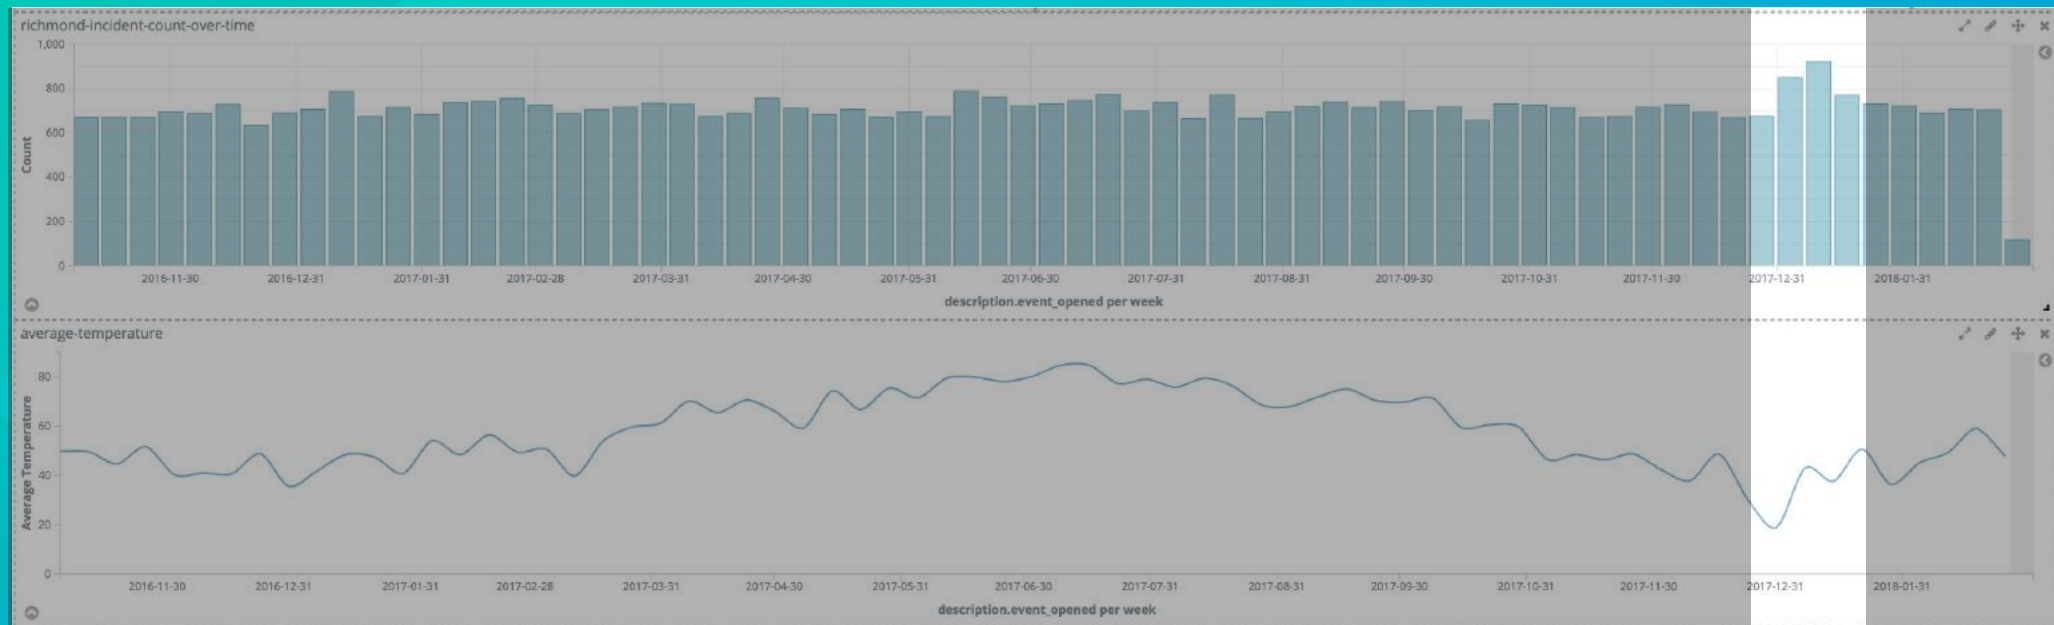 richmond-incident-count-over-time
1,000
800
600
400
200
0
Count
2016-11-30 2016-12-31 2017-01-31 2017-02-28 2017-03-31 2017-04-30 2017-05-31 2017-06-30 2017-07-31 2017-08-31 2017-09-30 2017-10-31 2017-11-30 2017-12-31 2018-01-31
description.event_opened per week
average-temperature
80
60
40
20
0
Average Temperature
2016-11-30 2016-12-31 2017-01-31 2017-02-28 2017-03-31 2017-04-30 2017-05-31 2017-06-30 2017-07-31 2017-08-31 2017-09-30 2017-10-31 2017-11-30 2017-12-31 2018-01-31
description.event_opened per week